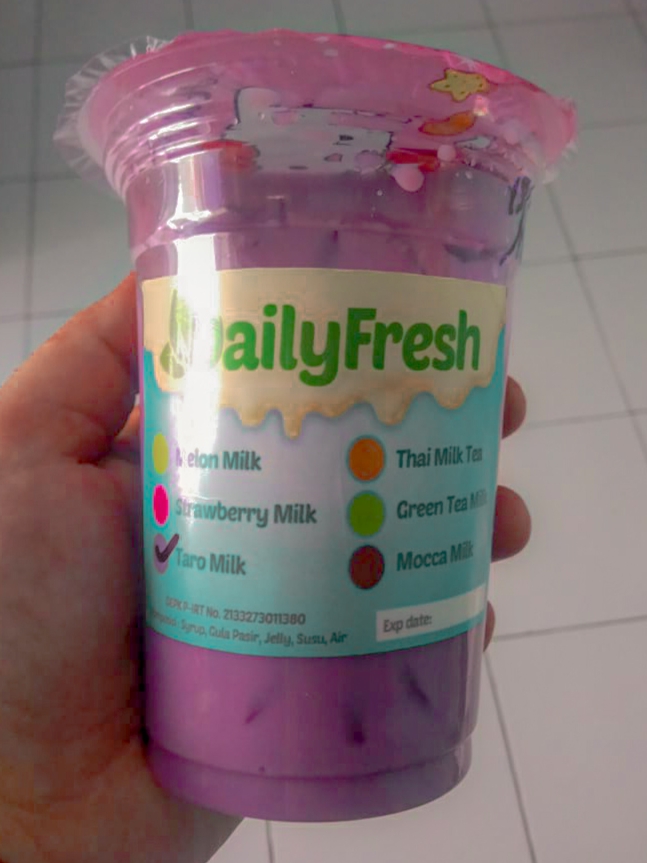 DailyFresh
Melon Milk
Strawberry Milk
Taro Milk
Thai Milk Tea
Green Tea Milk
Mocca Milk
P-IRT No. 2133273011380
Syrup, Gula Pasir, Jelly, Susu, Air
Exp date: